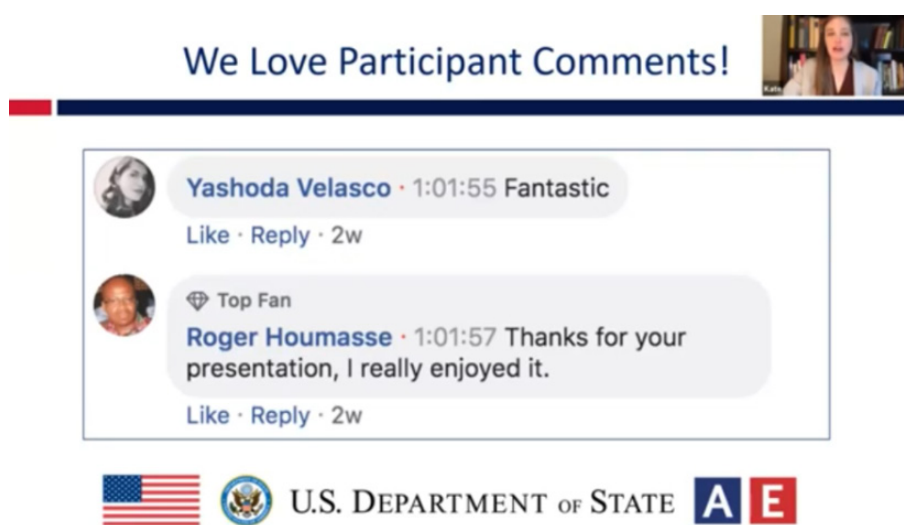 We Love Participant Comments!
Kate
Yashoda Velasco · 1:01:55 Fantastic
Like · Reply · 2w
Top Fan
Roger Houmasse · 1:01:57 Thanks for your
presentation, I really enjoyed it.
Like · Reply · 2w
U.S. DEPARTMENT OF STATE A E